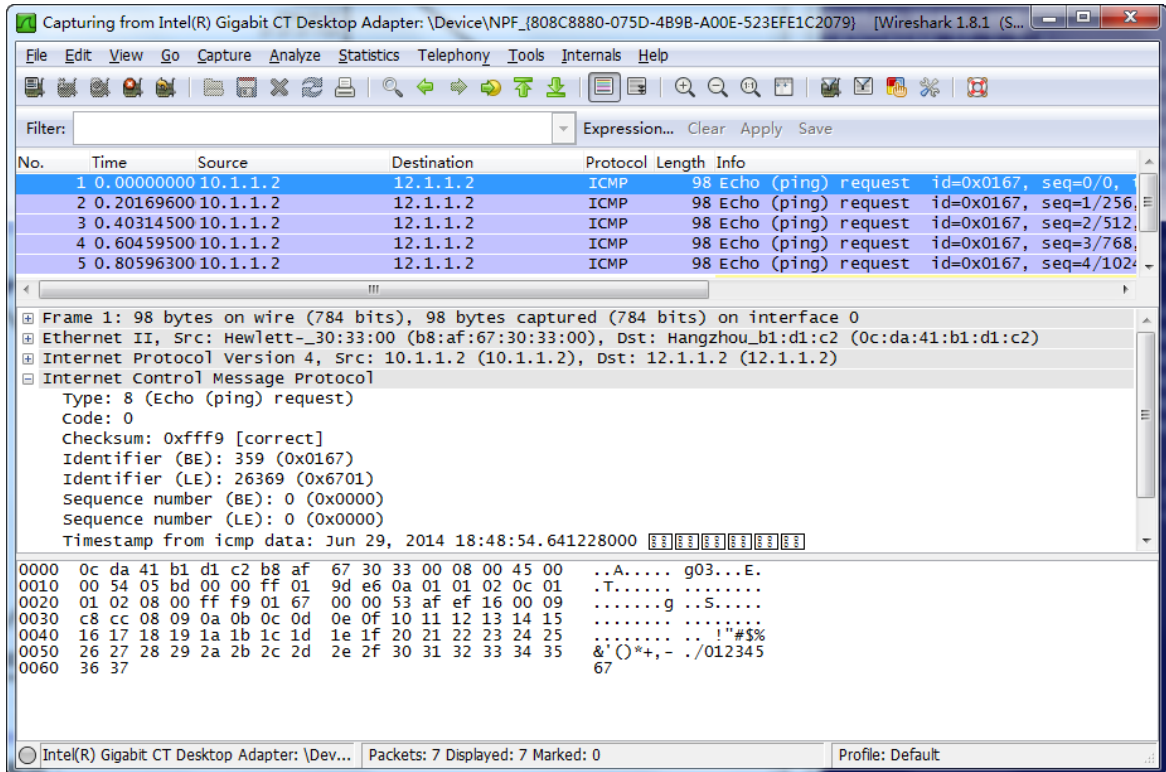 Capturing from Intel(R) Gigabit CT Desktop Adapter: \Device\NPF_{808C8880-075D-4B9B-A00E-523EFE1C2079} [Wireshark 1.8.1 (S...
File Edit View Go Capture Analyze Statistics Telephony Tools Internals Help
Filter: Expression... Clear Apply Save
No. Time Source Destination Protocol Length Info
1 0.00000000 10.1.1.2 12.1.1.2 ICMP 98 Echo (ping) request id=0x0167, seq=0/0,
2 0.20169600 10.1.1.2 12.1.1.2 ICMP 98 Echo (ping) request id=0x0167, seq=1/256,
3 0.40314500 10.1.1.2 12.1.1.2 ICMP 98 Echo (ping) request id=0x0167, seq=2/512,
4 0.60459500 10.1.1.2 12.1.1.2 ICMP 98 Echo (ping) request id=0x0167, seq=3/768,
5 0.80596300 10.1.1.2 12.1.1.2 ICMP 98 Echo (ping) request id=0x0167, seq=4/1024
Frame 1: 98 bytes on wire (784 bits), 98 bytes captured (784 bits) on interface 0
Ethernet II, Src: Hewlett-_30:33:00 (b8:af:67:30:33:00), Dst: Hangzhou_b1:d1:c2 (0c:da:41:b1:d1:c2)
Internet Protocol Version 4, Src: 10.1.1.2 (10.1.1.2), Dst: 12.1.1.2 (12.1.1.2)
Internet Control Message Protocol
Type: 8 (Echo (ping) request)
Code: 0
Checksum: 0xfff9 [correct]
Identifier (BE): 359 (0x0167)
Identifier (LE): 26369 (0x6701)
Sequence number (BE): 0 (0x0000)
Sequence number (LE): 0 (0x0000)
Timestamp from icmp data: Jun 29, 2014 18:48:54.641228000
0000 0c da 41 b1 d1 c2 b8 af 67 30 33 00 08 00 45 00 ..A..... g03...E.
0010 00 54 05 bd 00 00 ff 01 9d e6 0a 01 01 02 0c 01 .T...... ........
0020 01 02 08 00 ff f9 01 67 00 00 53 af ef 16 00 09 .......g ..S.....
0030 c8 cc 08 09 0a 0b 0c 0d 0e 0f 10 11 12 13 14 15 ........ ........
0040 16 17 18 19 1a 1b 1c 1d 1e 1f 20 21 22 23 24 25 ........ .. !"#$%
0050 26 27 28 29 2a 2b 2c 2d 2e 2f 30 31 32 33 34 35 &'()*+,- ./012345
0060 36 37 67
Intel(R) Gigabit CT Desktop Adapter: \Dev... Packets: 7 Displayed: 7 Marked: 0 Profile: Default